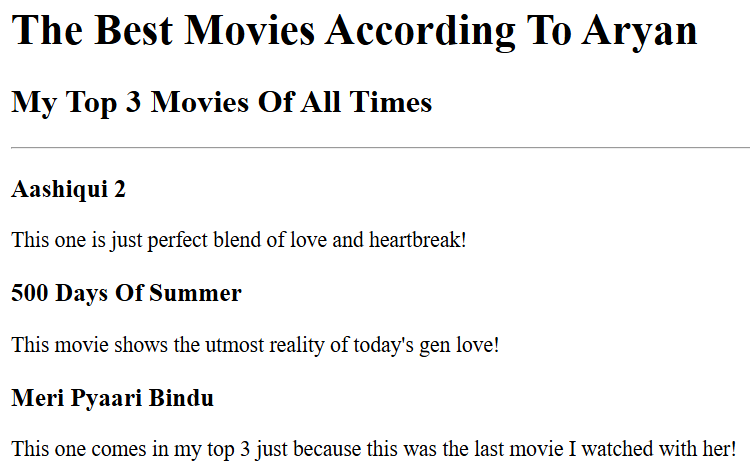 The Best Movies According To Aryan
My Top 3 Movies Of All Times
Aashiqui 2
This one is just perfect blend of love and heartbreak!
500 Days Of Summer
This movie shows the utmost reality of today's gen love!
Meri Pyaari Bindu
This one comes in my top 3 just because this was the last movie I watched with her!